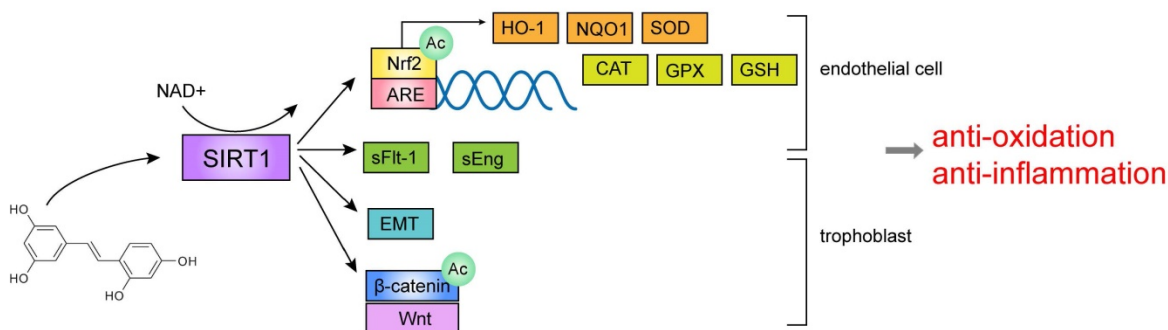 HO-1 NQO1 SOD
Ac
Nrf2
CAT GPX GSH
endothelial cell
ARE
NAD+
SIRT1
sFlt-1 sEng
anti-oxidation
anti-inflammation
EMT
trophoblast
HO
HO
OH
HO
Ac
β-catenin
Wnt